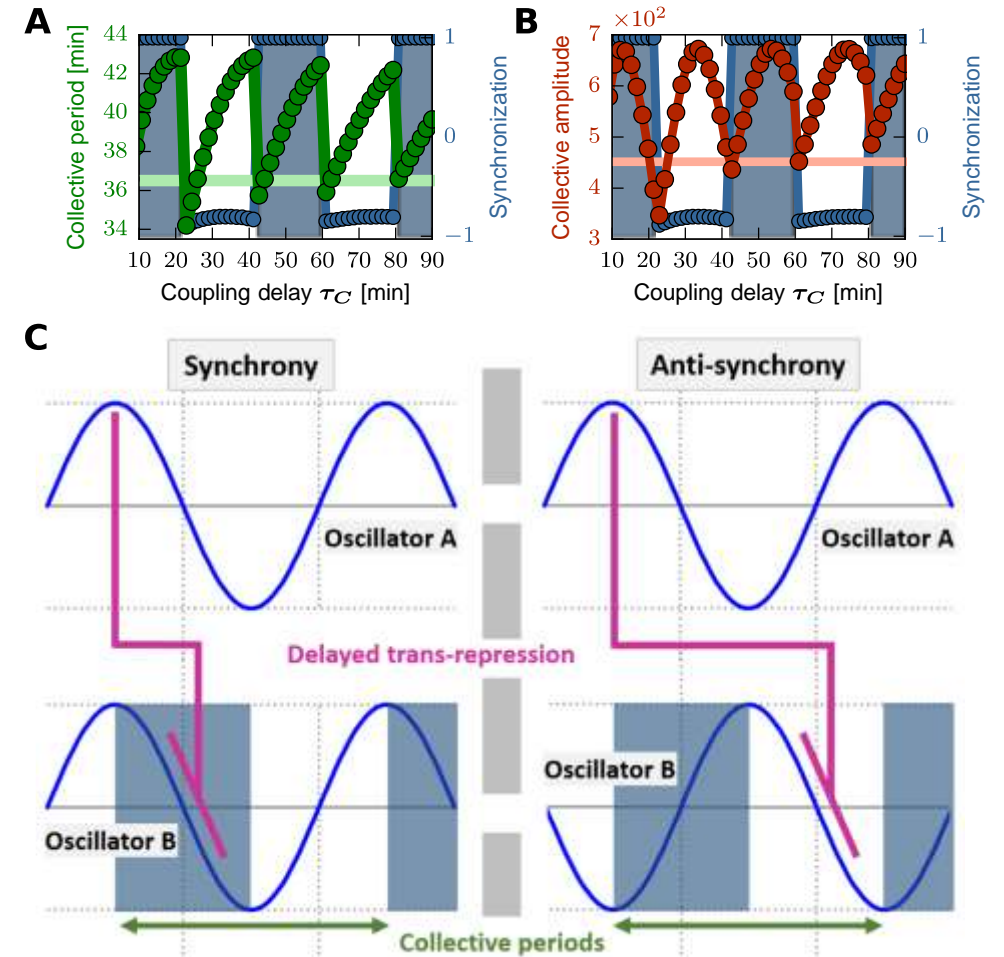 A
Collective period [min]
44
42
40
38
36
34
1
0
−1
Synchronization
10 20 30 40 50 60 70 80 90
Coupling delay τC [min]
B
×10²
Collective amplitude
7
6
5
4
3
1
0
−1
Synchronization
10 20 30 40 50 60 70 80 90
Coupling delay τC [min]
C
Synchrony
Anti-synchrony
Oscillator A
Oscillator A
Delayed trans-repression
Oscillator B
Oscillator B
Collective periods